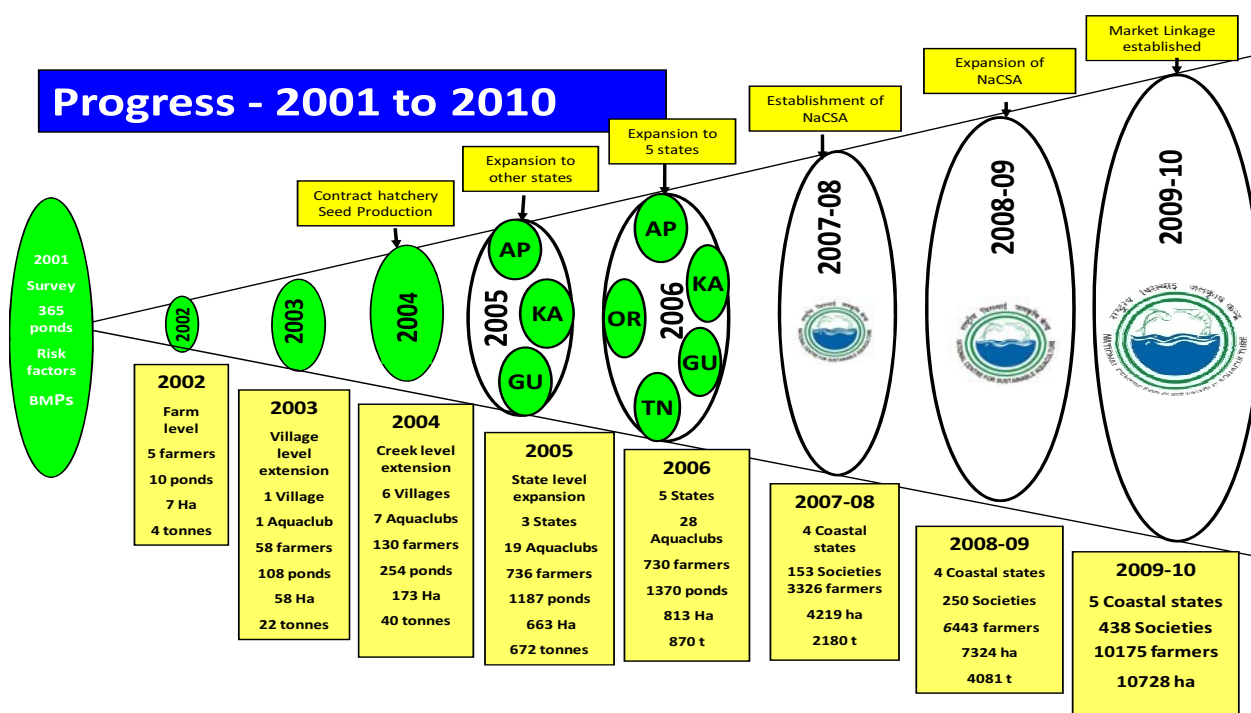 Progress - 2001 to 2010
Market Linkage
established
Expansion of
NaCSA
Establishment of
NaCSA
Expansion to
5 states
Expansion to
other states
Contract hatchery
Seed Production
2001
Survey
365
ponds
Risk
factors
BMPs
2002
2003
2004
2005
AP
KA
GU
2006
AP
KA
OR
GU
TN
2007-08
2008-09
2009-10
2002
Farm
level
5 farmers
10 ponds
7 Ha
4 tonnes
2003
Village
level
extension
1 Village
1 Aquaclub
58 farmers
108 ponds
58 Ha
22 tonnes
2004
Creek level
extension
6 Villages
7 Aquaclubs
130 farmers
254 ponds
173 Ha
40 tonnes
2005
State level
expansion
3 States
19 Aquaclubs
736 farmers
1187 ponds
663 Ha
672 tonnes
2006
5 States
28
Aquaclubs
730 farmers
1370 ponds
813 Ha
870 t
2007-08
4 Coastal
states
153 Societies
3326 farmers
4219 ha
2180 t
2008-09
4 Coastal states
250 Societies
6443 farmers
7324 ha
4081 t
2009-10
5 Coastal states
438 Societies
10175 farmers
10728 ha